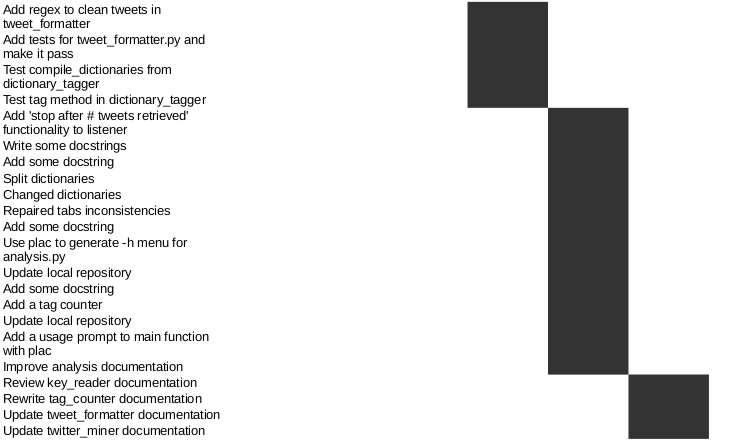 Add regex to clean tweets in
tweet_formatter
Add tests for tweet_formatter.py and
make it pass
Test compile_dictionaries from
dictionary_tagger
Test tag method in dictionary_tagger
Add 'stop after # tweets retrieved'
functionality to listener
Write some docstrings
Add some docstring
Split dictionaries
Changed dictionaries
Repaired tabs inconsistencies
Add some docstring
Use plac to generate -h menu for
analysis.py
Update local repository
Add some docstring
Add a tag counter
Update local repository
Add a usage prompt to main function
with plac
Improve analysis documentation
Review key_reader documentation
Rewrite tag_counter documentation
Update tweet_formatter documentation
Update twitter_miner documentation